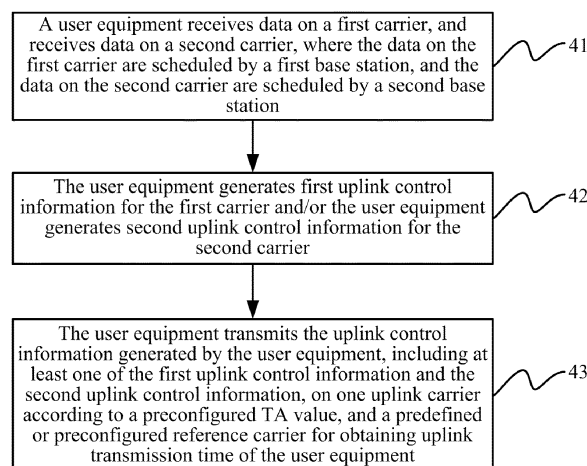 A user equipment receives data on a first carrier, and
receives data on a second carrier, where the data on the
first carrier are scheduled by a first base station, and the
data on the second carrier are scheduled by a second base
station
41
The user equipment generates first uplink control
information for the first carrier and/or the user equipment
generates second uplink control information for the
second carrier
42
The user equipment transmits the uplink control
information generated by the user equipment, including at
least one of the first uplink control information and the
second uplink control information, on one uplink carrier
according to a preconfigured TA value, and a predefined
or preconfigured reference carrier for obtaining uplink
transmission time of the user equipment
43